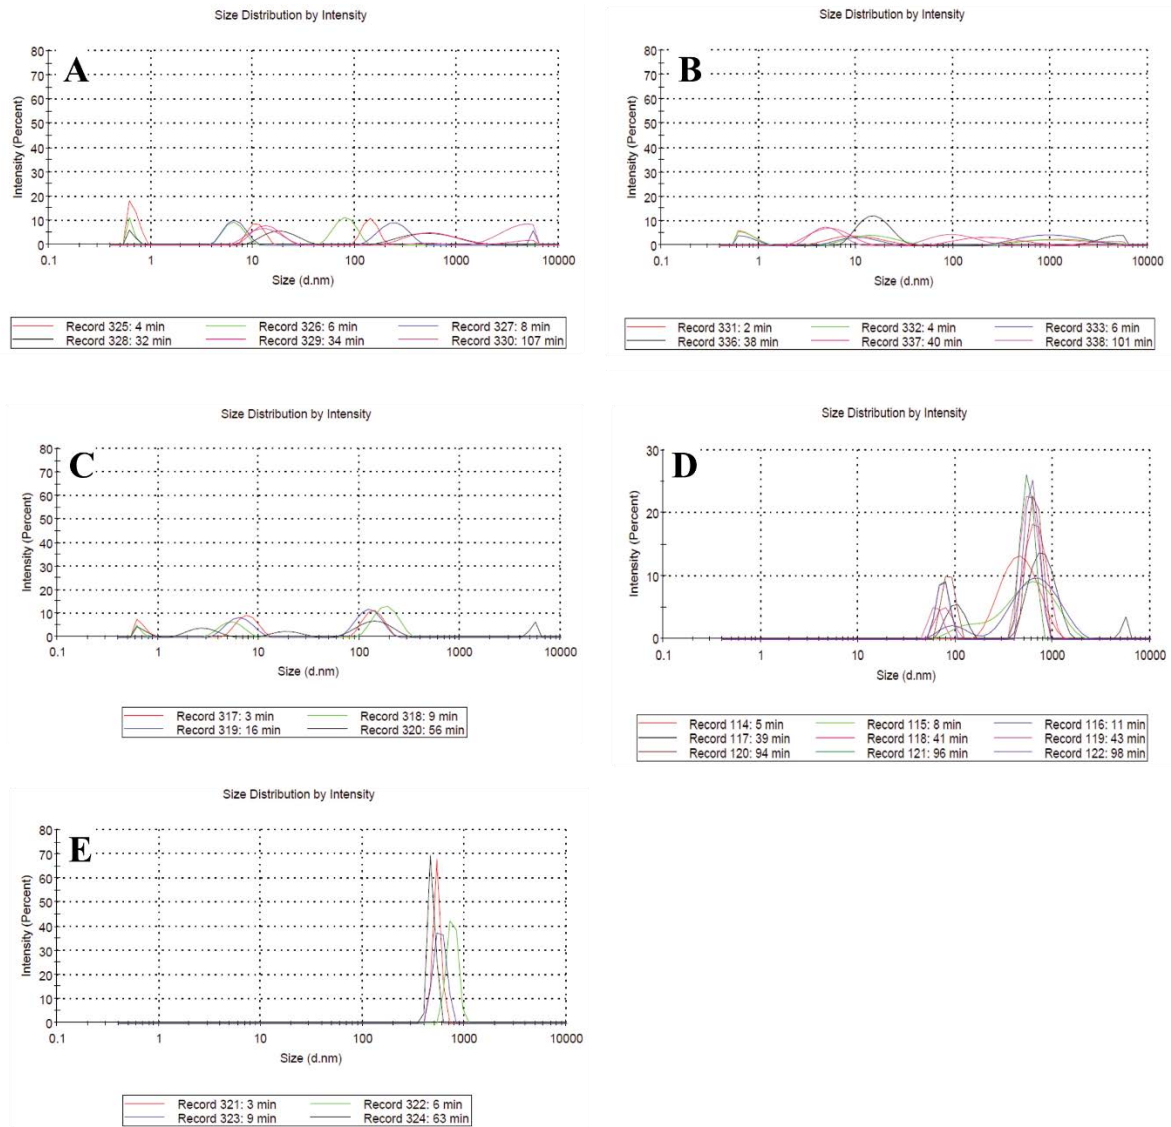 Size Distribution by Intensity
A
80
70
60
50
40
30
20
10
0
Intensity (Percent)
0.1 1 10 100 1000 10000
Size (d.nm)
Record 325: 4 min Record 326: 6 min Record 327: 8 min
Record 328: 32 min Record 329: 34 min Record 330: 107 min
Size Distribution by Intensity
B
80
70
60
50
40
30
20
10
0
Intensity (Percent)
0.1 1 10 100 1000 10000
Size (d.nm)
Record 331: 2 min Record 332: 4 min Record 333: 6 min
Record 336: 38 min Record 337: 40 min Record 338: 101 min
Size Distribution by Intensity
C
80
70
60
50
40
30
20
10
0
Intensity (Percent)
0.1 1 10 100 1000 10000
Size (d.nm)
Record 317: 3 min Record 318: 9 min
Record 319: 16 min Record 320: 56 min
Size Distribution by Intensity
D
30
20
10
0
Intensity (Percent)
0.1 1 10 100 1000 10000
Size (d.nm)
Record 114: 5 min Record 115: 8 min Record 116: 11 min
Record 117: 39 min Record 118: 41 min Record 119: 43 min
Record 120: 94 min Record 121: 96 min Record 122: 98 min
Size Distribution by Intensity
E
80
70
60
50
40
30
20
10
0
Intensity (Percent)
0.1 1 10 100 1000 10000
Size (d.nm)
Record 321: 3 min Record 322: 6 min
Record 323: 9 min Record 324: 63 min